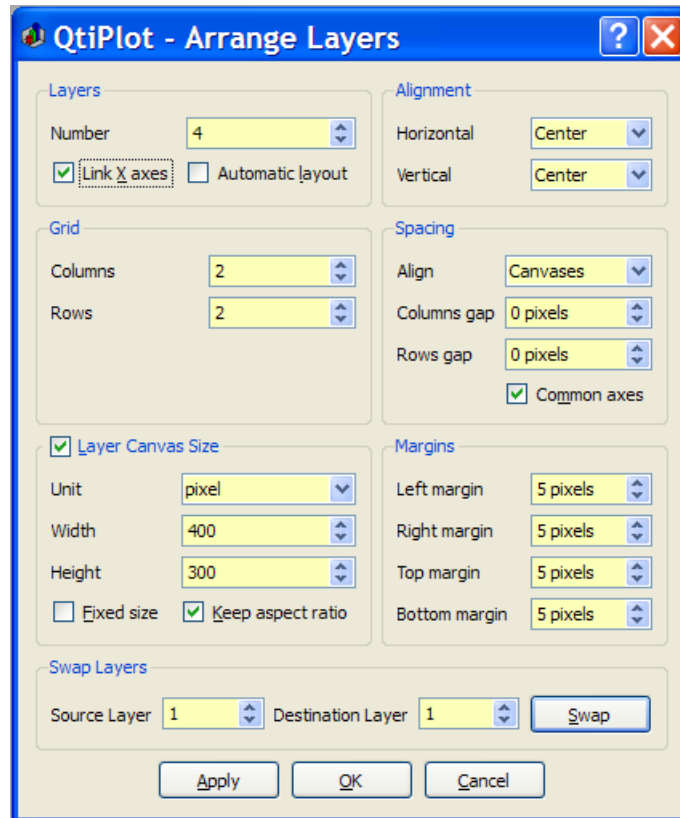 QtiPlot - Arrange Layers ?
Layers
Number 4
Link X axes Automatic layout
Alignment
Horizontal Center
Vertical Center
Grid
Columns 2
Rows 2
Spacing
Align Canvases
Columns gap 0 pixels
Rows gap 0 pixels
Common axes
Layer Canvas Size
Unit pixel
Width 400
Height 300
Fixed size Keep aspect ratio
Margins
Left margin 5 pixels
Right margin 5 pixels
Top margin 5 pixels
Bottom margin 5 pixels
Swap Layers
Source Layer 1 Destination Layer 1 Swap
Apply OK Cancel